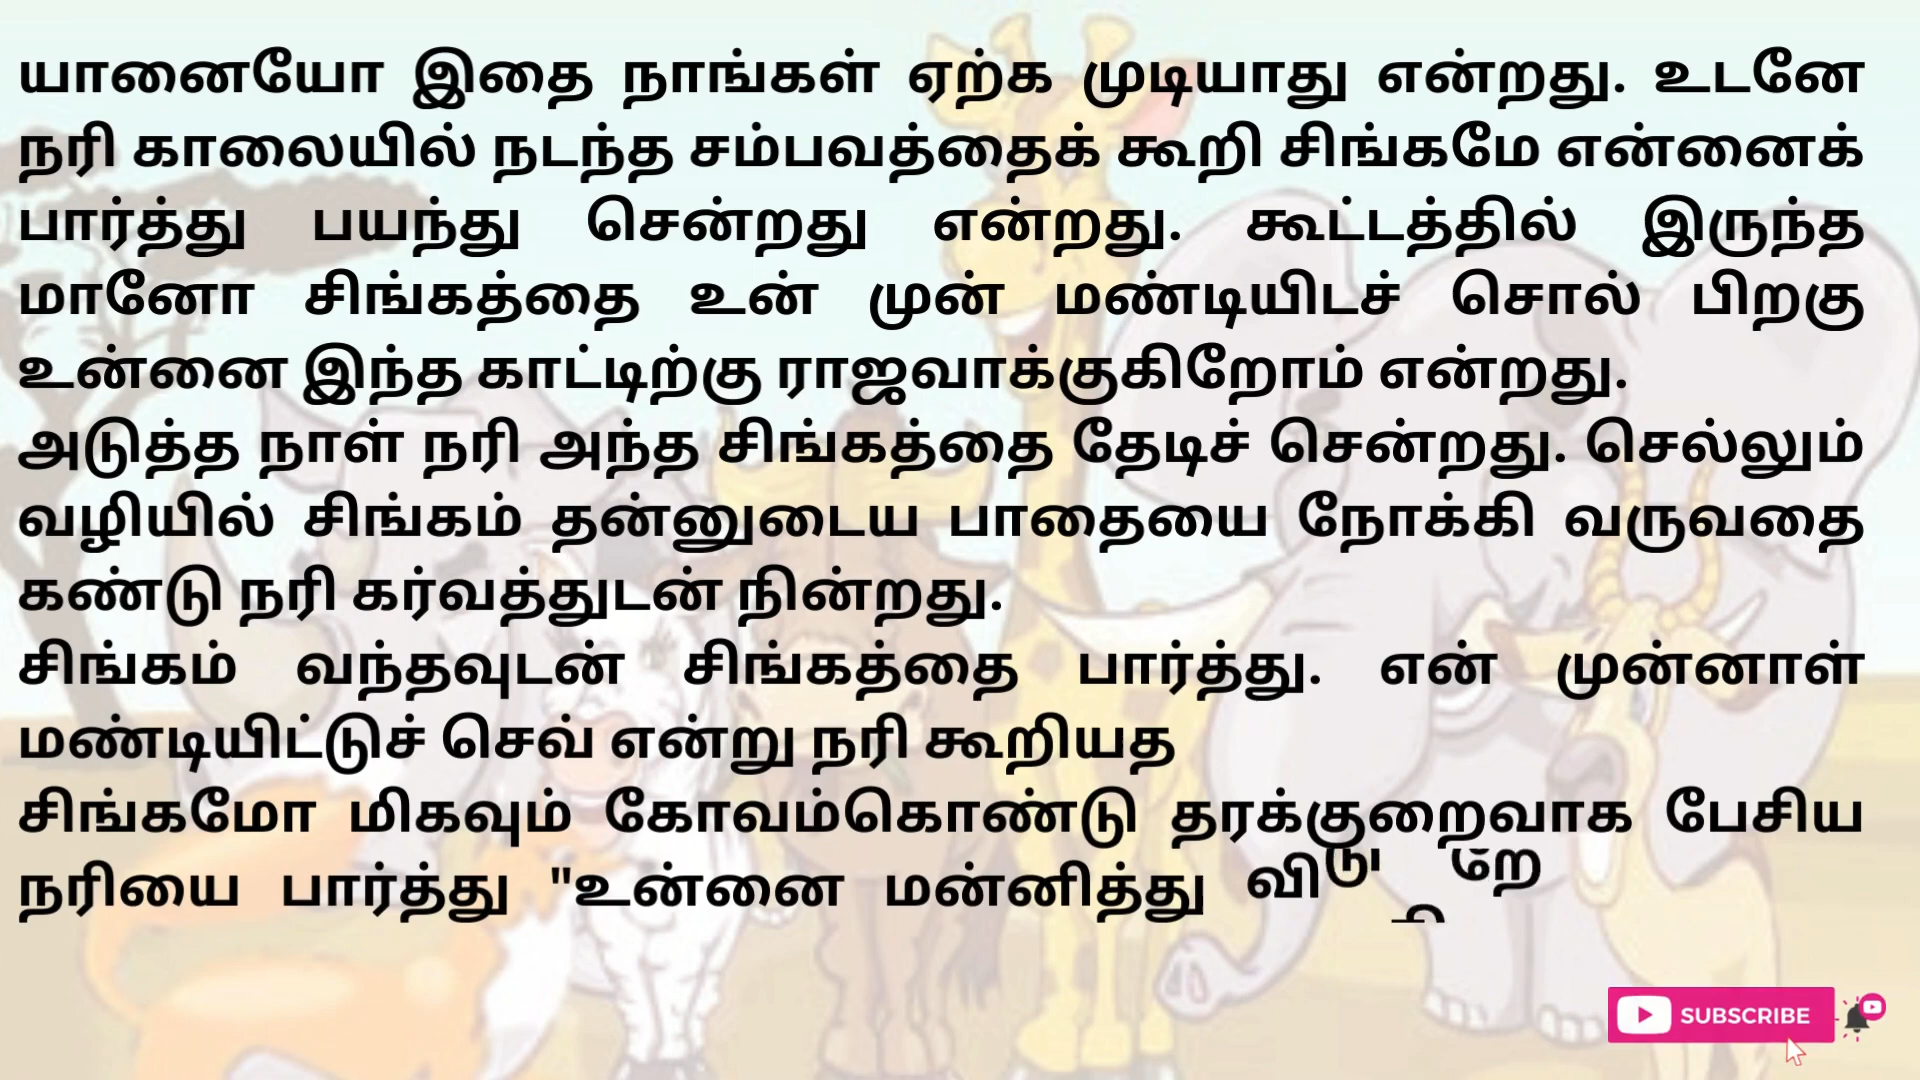 யானையோ இதை நாங்கள் ஏற்க முடியாது என்றது. உடனே
நரி காலையில் நடந்த சம்பவத்தைக் கூறி சிங்கமே என்னைக்
பார்த்து பயந்து சென்றது என்றது. கூட்டத்தில் இருந்த
மானோ சிங்கத்தை உன் முன் மண்டியிடச் சொல் பிறகு
உன்னை இந்த காட்டிற்கு ராஜவாக்குகிறோம் என்றது.
அடுத்த நாள் நரி அந்த சிங்கத்தை தேடிச் சென்றது. செல்லும்
வழியில் சிங்கம் தன்னுடைய பாதையை நோக்கி வருவதை
கண்டு நரி கர்வத்துடன் நின்றது.
சிங்கம் வந்தவுடன் சிங்கத்தை பார்த்து. என் முன்னாள்
மண்டியிட்டுச் செவ் என்று நரி கூறியத
சிங்கமோ மிகவும் கோவம்கொண்டு தரக்குறைவாக பேசிய
நரியை பார்த்து "உன்னை மன்னித்து
SUBSCRIBE